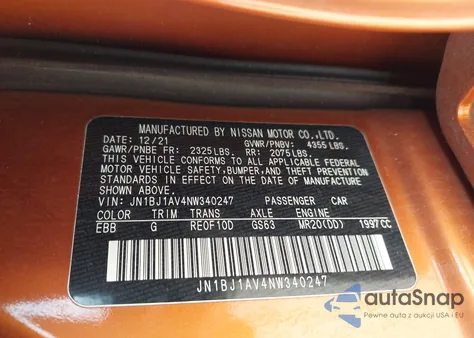 MANUFACTURED BY NISSAN MOTOR CO.,LTD.
DATE: 12/21 GVWR/PNBV: 4355 LBS.
GAWR/PNBE FR: 2325 LBS. RR: 2075 LBS.
THIS VEHICLE CONFORMS TO ALL APPLICABLE FEDERAL
MOTOR VEHICLE SAFETY,BUMPER,AND THEFT PREVENTION
STANDARDS IN EFFECT ON THE DATE OF
MANUFACTURE SHOWN ABOVE.
VIN: JN1BJ1AV4NW340247 PASSENGER CAR
COLOR TRIM TRANS AXLE ENGINE
EBB G RE0F10D GS63 MR20(DD) 1997CC
JN1BJ1AV4NW340247
autaSnap
Pewne auta z aukcji USA i EU